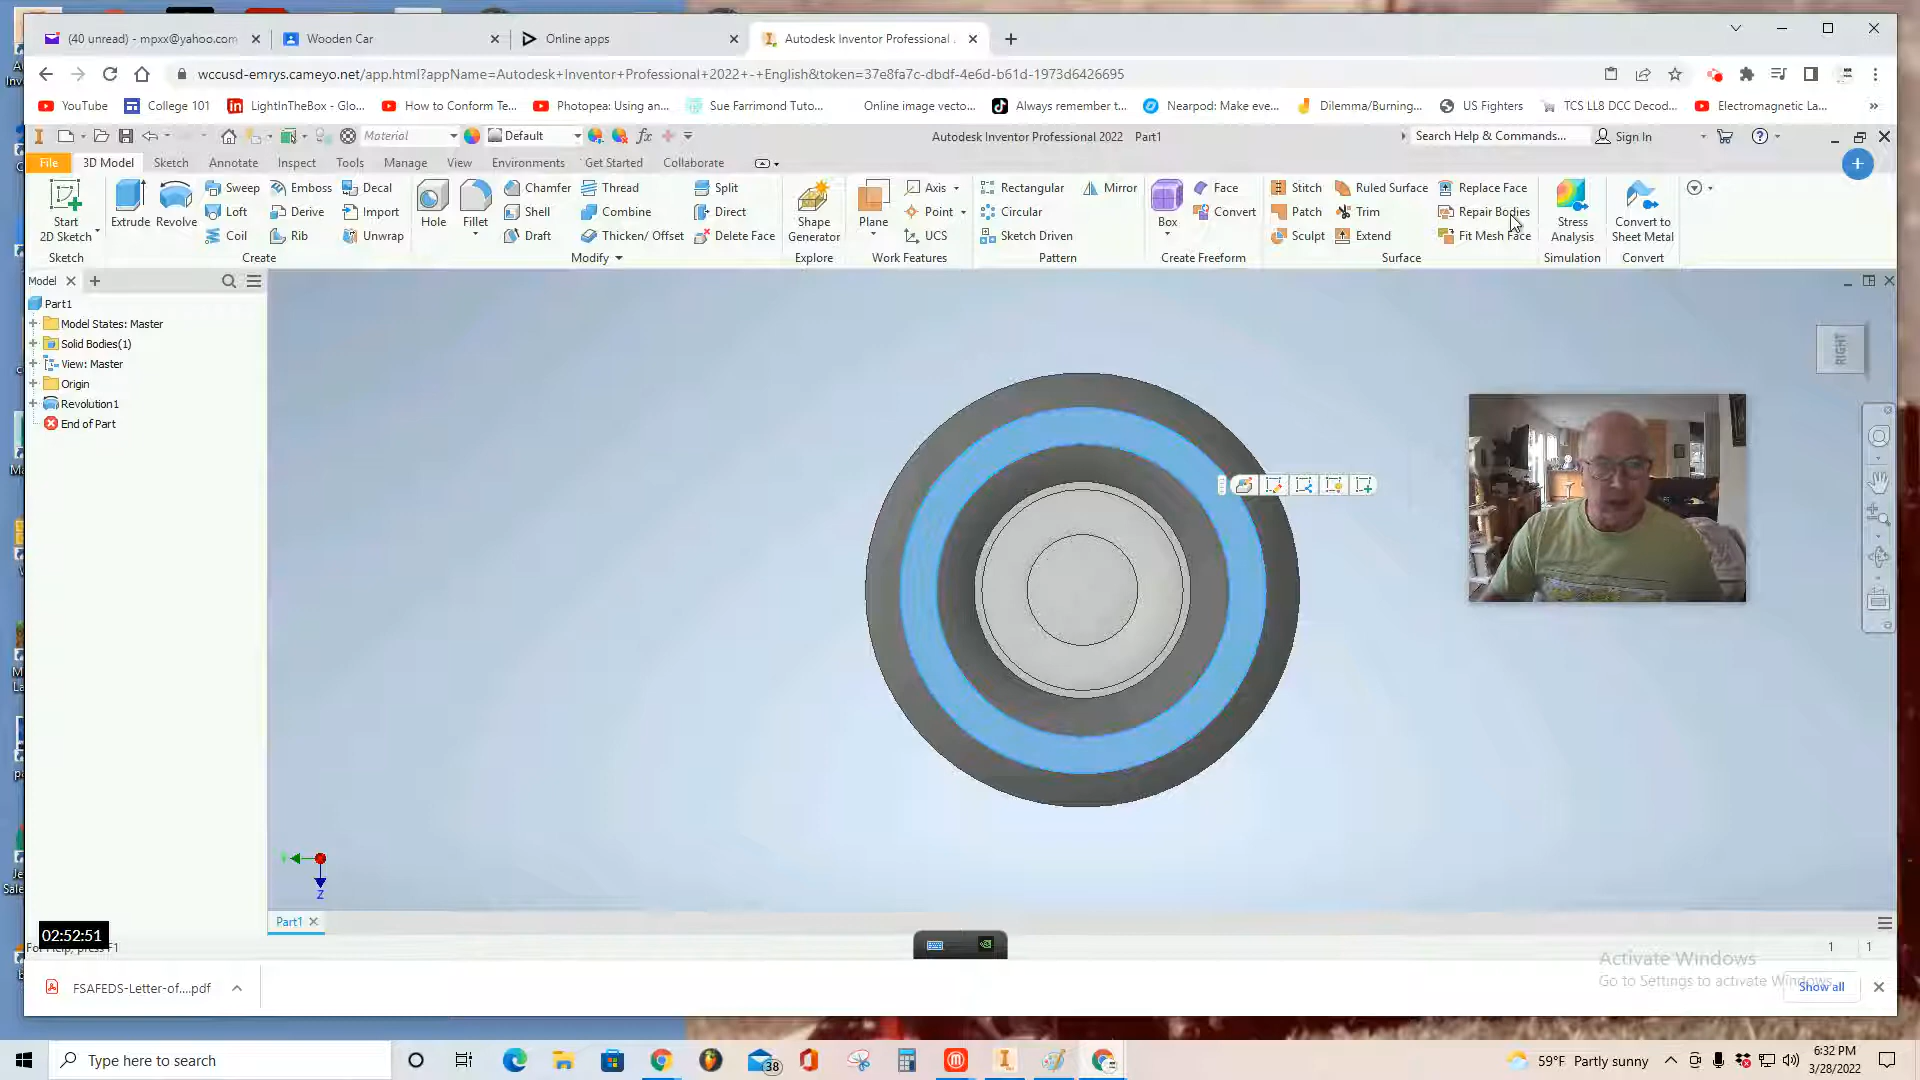 (40 unread) - mpxx@yahoo.com
Wooden Car
Online apps
Autodesk Inventor Professional
wccusd-emrys.cameyo.net/app.html?appName=Autodesk+Inventor+Professional+2022+-+English&token=37e8fa7c-dbdf-4e6d-b61d-1973d6426695
YouTube College 101 LightInTheBox - Glo... How to Conform Te... Photopea: Using an... Sue Farrimond Tuto... Online image vecto... Always remember t... Nearpod: Make eve... Dilemma/Burning... US Fighters TCS LL8 DCC Decod... Electromagnetic La...
Material Default fx Autodesk Inventor Professional 2022 Part1 Search Help & Commands... Sign In
File 3D Model Sketch Annotate Inspect Tools Manage View Environments Get Started Collaborate
Sweep Emboss Decal Chamfer Thread Split Axis Rectangular Mirror Face Stitch Ruled Surface Replace Face
Start 2D Sketch Extrude Revolve Loft Derive Import Hole Fillet Shell Combine Direct Shape Generator Plane Point Circular Box Convert Patch Trim Repair Bodies Stress Analysis Convert to Sheet Metal
Coil Rib Unwrap Draft Thicken/ Offset Delete Face UCS Sketch Driven Sculpt Extend Fit Mesh Face
Sketch Create Modify Explore Work Features Pattern Create Freeform Surface Simulation Convert
Model
Part1
Model States: Master
Solid Bodies(1)
View: Master
Origin
Revolution1
End of Part
RIGHT
Z
Part1
02:52:51
For Help, press F1
1 1
Activate Windows
Go to Settings to activate Windows.
FSAFEDS-Letter-of....pdf
Show all
Type here to search
38
59°F Partly sunny
6:32 PM
3/28/2022